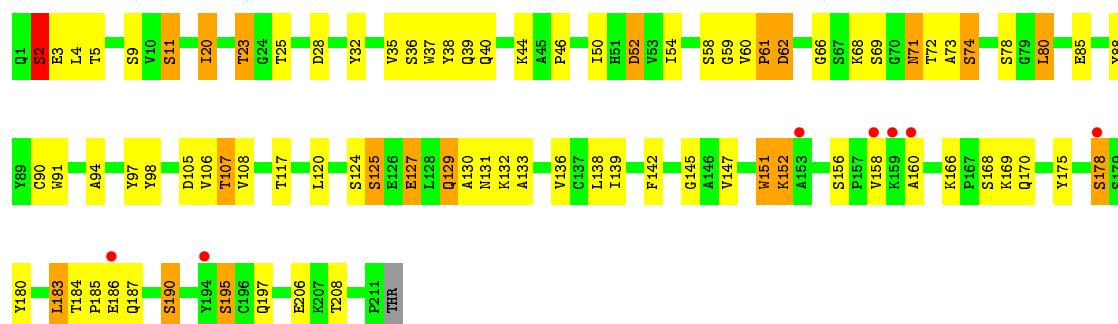 Q1 S2 E3 L4 T5 S9 V10 S11 I20 T23 G24 T25 D28 Y32 V35 S36 W37 Y38 Q39 Q40 K44 A45 P46 I50 H51 D52 V53 I54 S58 G59 V60 P61 D62 G66 S67 K68 S69 G70 N71 T72 A73 S74 S78 G79 L80 E85
Y89 C90 W91 A94 Y97 Y98 D105 V106 T107 V108 T117 L120 S124 S125 E126 E127 L128 Q129 A130 N131 K132 A133 V136 C137 L138 I139 F142 G145 A146 V147 W151 K152 A153 S156 P157 V158 K159 A160 K166 P167 S168 K169 Q170 Y175 S178
Y180 L183 T184 P185 E186 Q187 S190 Y194 S195 C196 Q197 E206 K207 T208 P211 THR